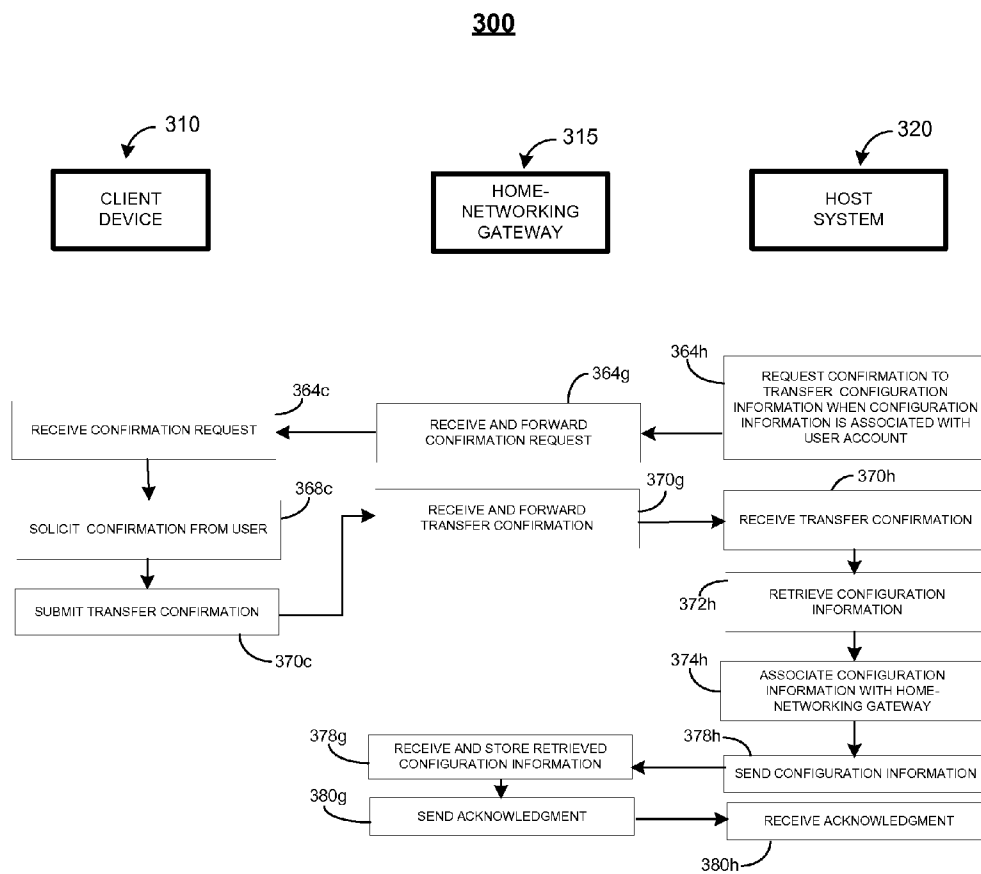 300
310
315
320
CLIENT
DEVICE
HOME-
NETWORKING
GATEWAY
HOST
SYSTEM
364c
RECEIVE CONFIRMATION REQUEST
364g
RECEIVE AND FORWARD
CONFIRMATION REQUEST
364h
REQUEST CONFIRMATION TO
TRANSFER CONFIGURATION
INFORMATION WHEN CONFIGURATION
INFORMATION IS ASSOCIATED WITH
USER ACCOUNT
368c
SOLICIT CONFIRMATION FROM USER
370g
RECEIVE AND FORWARD
TRANSFER CONFIRMATION
370h
RECEIVE TRANSFER CONFIRMATION
SUBMIT TRANSFER CONFIRMATION
370c
372h
RETRIEVE CONFIGURATION
INFORMATION
374h
ASSOCIATE CONFIGURATION
INFORMATION WITH HOME-
NETWORKING GATEWAY
378g
RECEIVE AND STORE RETRIEVED
CONFIGURATION INFORMATION
378h
SEND CONFIGURATION INFORMATION
380g
SEND ACKNOWLEDGMENT
RECEIVE ACKNOWLEDGMENT
380h